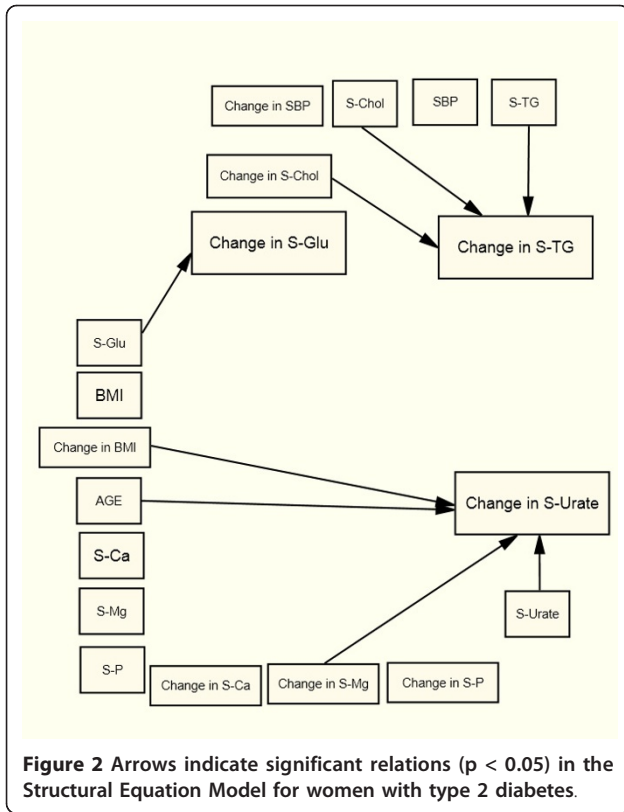 Change in SBP
S-Chol
SBP
S-TG
Change in S-Chol
Change in S-Glu
Change in S-TG
S-Glu
BMI
Change in BMI
AGE
Change in S-Urate
S-Ca
S-Mg
S-Urate
S-P
Change in S-Ca
Change in S-Mg
Change in S-P
Figure 2 Arrows indicate significant relations (p < 0.05) in the
Structural Equation Model for women with type 2 diabetes.